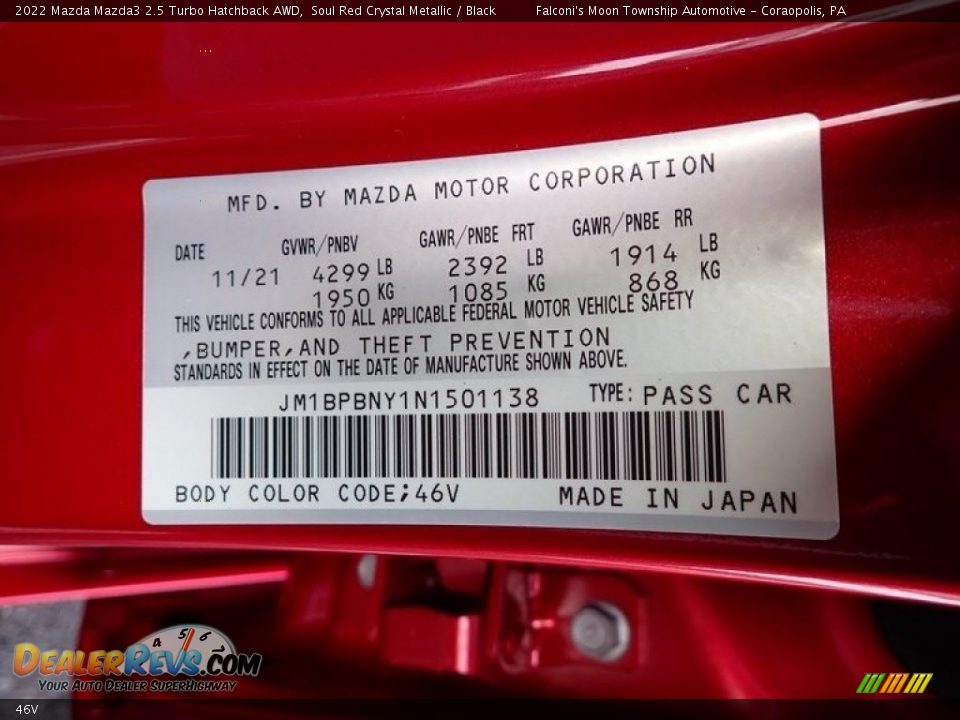 2022 Mazda Mazda3 2.5 Turbo Hatchback AWD, Soul Red Crystal Metallic / Black Falconi's Moon Township Automotive - Coraopolis, PA
MFD. BY MAZDA MOTOR CORPORATION
DATE GVWR/PNBV GAWR/PNBE FRT GAWR/PNBE RR
11/21 4299 LB 2392 LB 1914 LB
1950 KG 1085 KG 868 KG
THIS VEHICLE CONFORMS TO ALL APPLICABLE FEDERAL MOTOR VEHICLE SAFETY
,BUMPER,AND THEFT PREVENTION
STANDARDS IN EFFECT ON THE DATE OF MANUFACTURE SHOWN ABOVE.
JM1BPBNY1N1501138 TYPE: PASS CAR
BODY COLOR CODE;46V MADE IN JAPAN
4 5 6
DEALERREVS.COM
YOUR AUTO DEALER SUPERHIGHWAY
46V